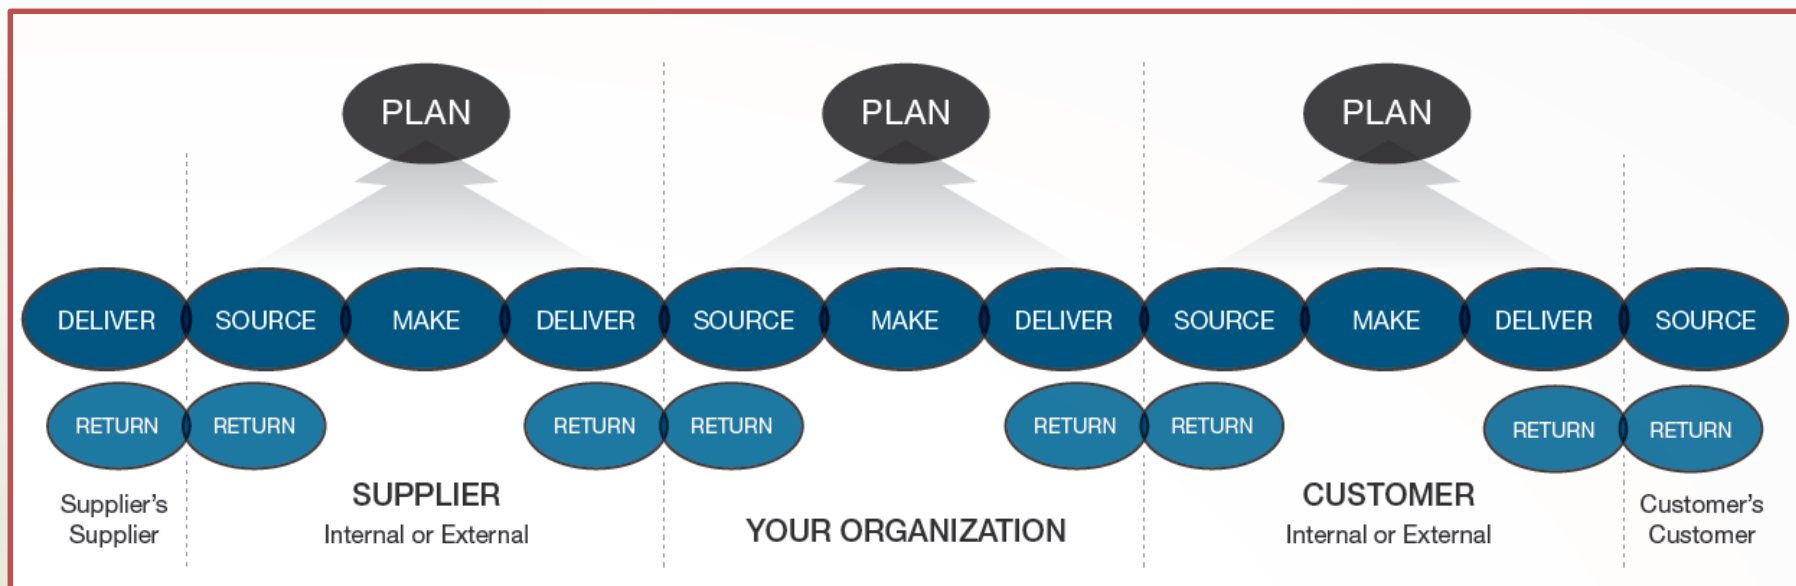 PLAN PLAN PLAN
DELIVER SOURCE MAKE DELIVER SOURCE MAKE DELIVER SOURCE MAKE DELIVER SOURCE
RETURN RETURN RETURN RETURN RETURN RETURN RETURN RETURN
Supplier's
Supplier
SUPPLIER
Internal or External
YOUR ORGANIZATION
CUSTOMER
Internal or External
Customer's
Customer